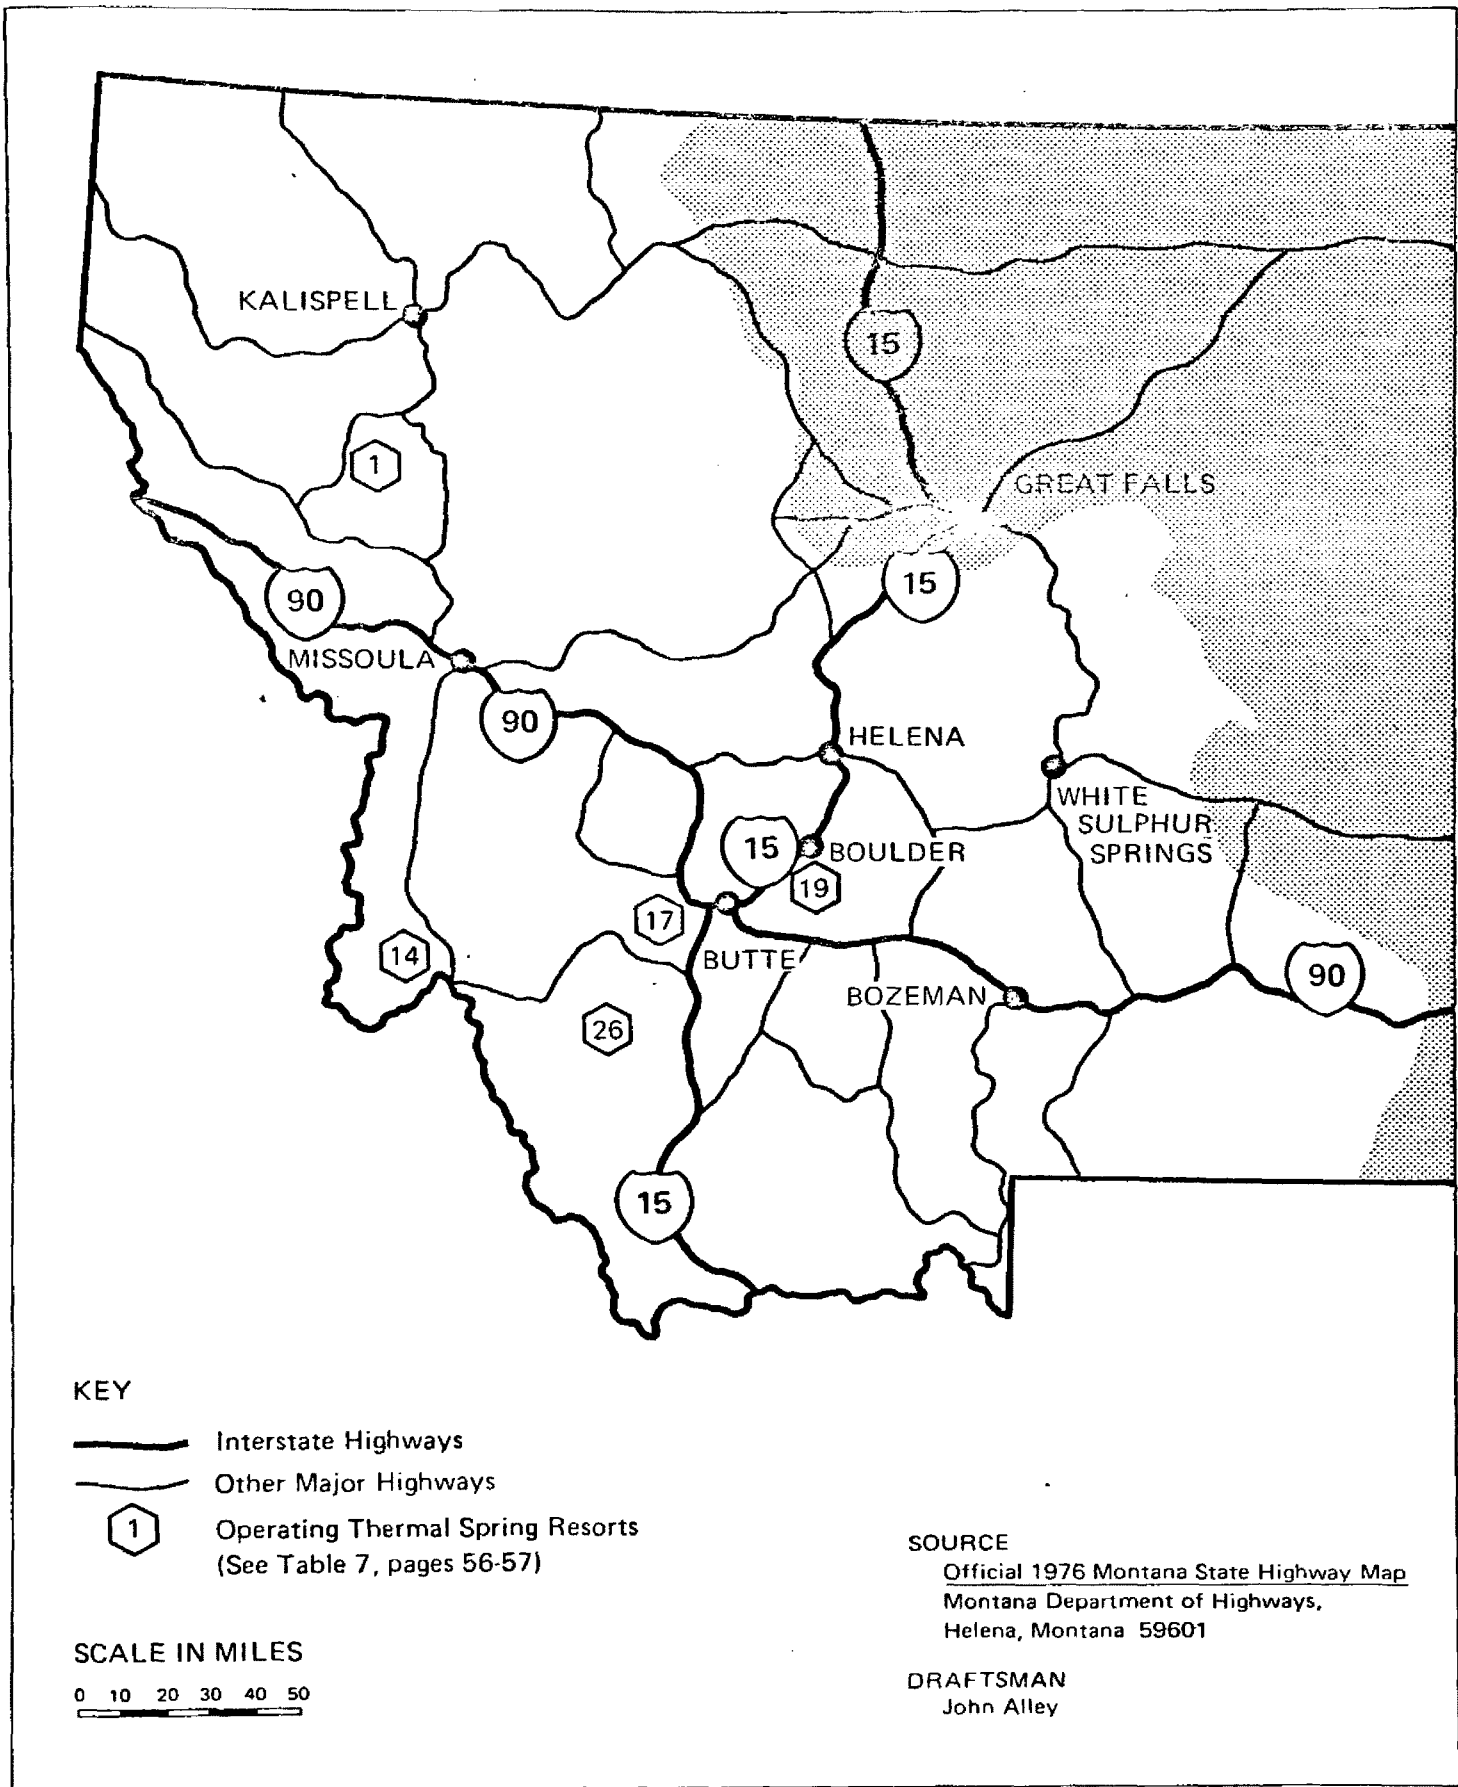 KALISPELL
15
1
GREAT FALLS
90
15
MISSOULA
90
HELENA
WHITE
SULPHUR
SPRINGS
15
BOULDER
19
17
14
BUTTE
BOZEMAN
90
26
15
KEY
Interstate Highways
Other Major Highways
1
Operating Thermal Spring Resorts
(See Table 7, pages 56-57)
SOURCE
Official 1976 Montana State Highway Map
Montana Department of Highways,
Helena, Montana 59601
SCALE IN MILES
0 10 20 30 40 50
DRAFTSMAN
John Alley